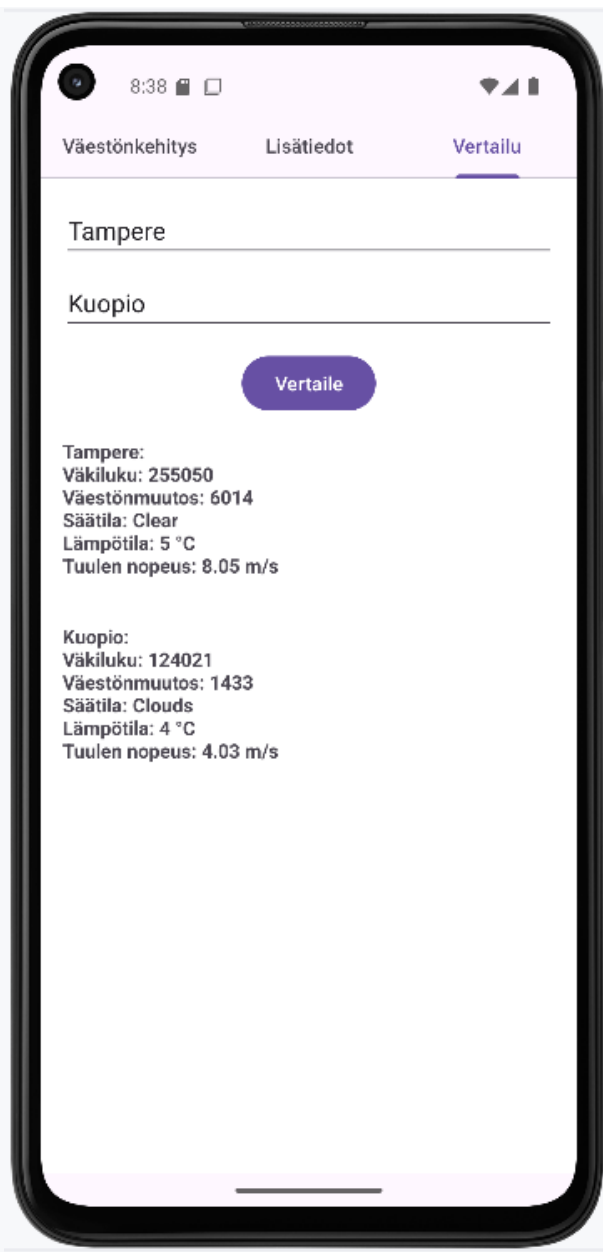 8:38
Väestönkehitys Lisätiedot Vertailu
Tampere
Kuopio
Vertaile
Tampere:
Väkiluku: 255050
Väestönmuutos: 6014
Säätila: Clear
Lämpötila: 5 °C
Tuulen nopeus: 8.05 m/s
Kuopio:
Väkiluku: 124021
Väestönmuutos: 1433
Säätila: Clouds
Lämpötila: 4 °C
Tuulen nopeus: 4.03 m/s